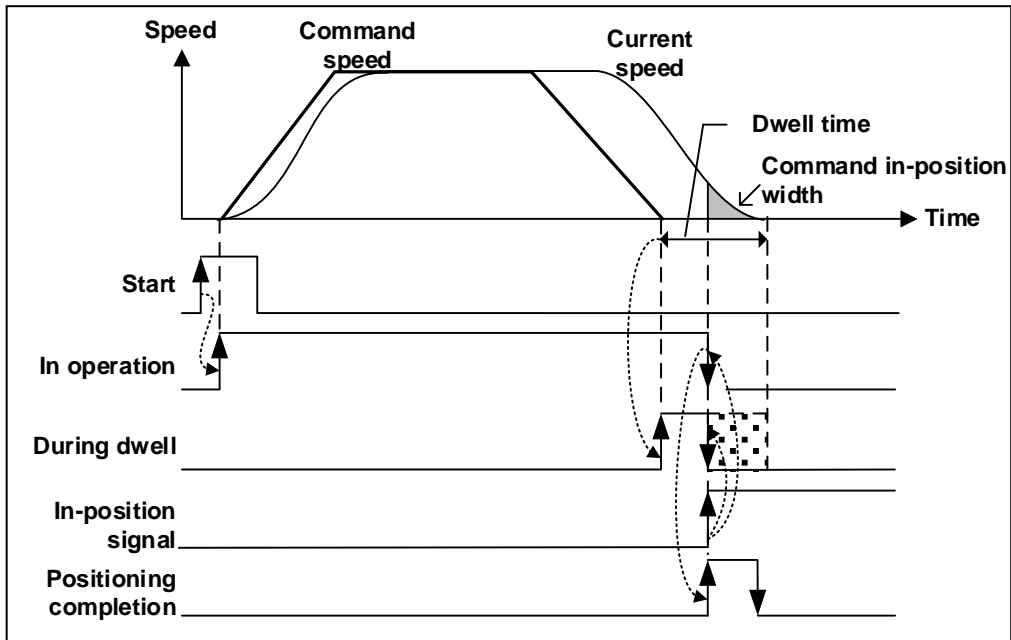 Speed
Command
speed
Current
speed
Dwell time
Command in-position
width
Time
Start
In operation
During dwell
In-position
signal
Positioning
completion